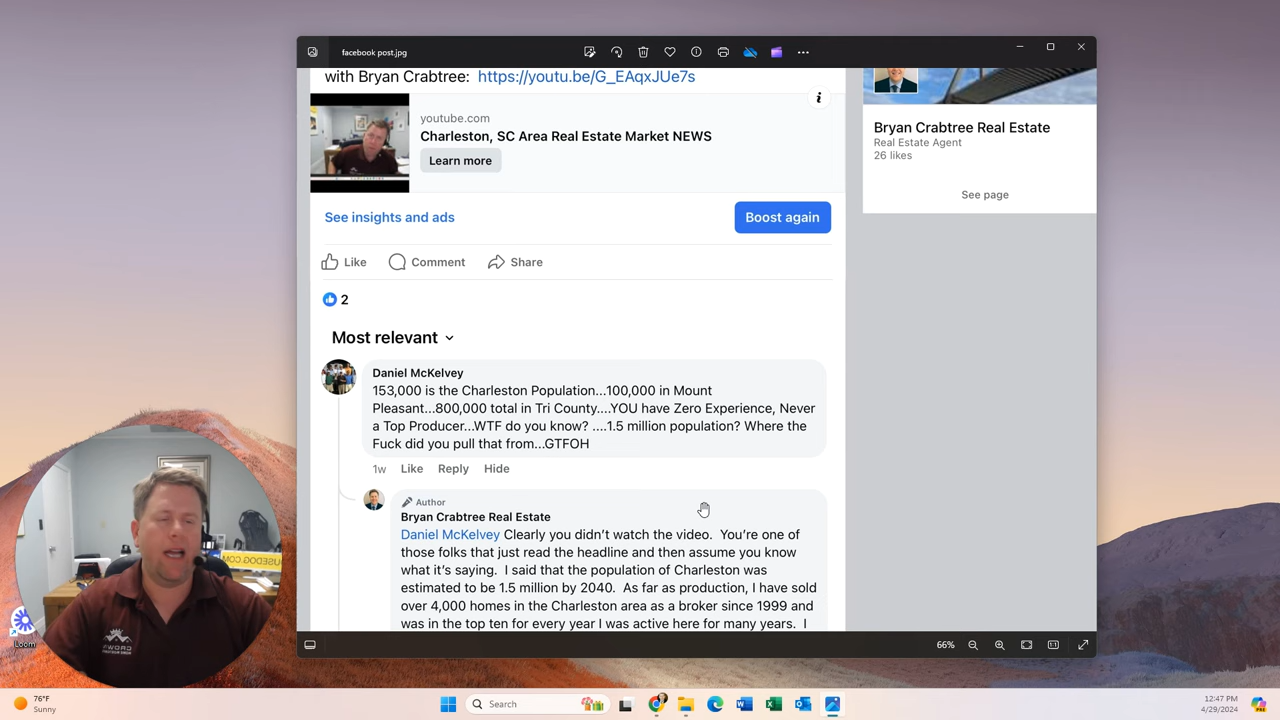 facebook post.jpg
with Bryan Crabtree: https://youtu.be/G_EAqxJUe7s
youtube.com
Charleston, SC Area Real Estate Market NEWS
Learn more
See insights and ads
Boost again
Like
Comment
Share
2
Most relevant
Daniel McKelvey
153,000 is the Charleston Population...100,000 in Mount
Pleasant...800,000 total in Tri County....YOU have Zero Experience, Never
a Top Producer...WTF do you know? ....1.5 million population? Where the
Fuck did you pull that from...GTFOH
1w Like Reply Hide
Author
Bryan Crabtree Real Estate
Daniel McKelvey Clearly you didn't watch the video. You're one of
those folks that just read the headline and then assume you know
what it's saying. I said that the population of Charleston was
estimated to be 1.5 million by 2040. As far as production, I have sold
over 4,000 homes in the Charleston area as a broker since 1999 and
was in the top ten for every year I was active here for many years. I
Bryan Crabtree Real Estate
Real Estate Agent
26 likes
See page
66%
1:1
Loom
USEDOG.COM
76°F
Sunny
Search
12:47 PM
4/29/2024